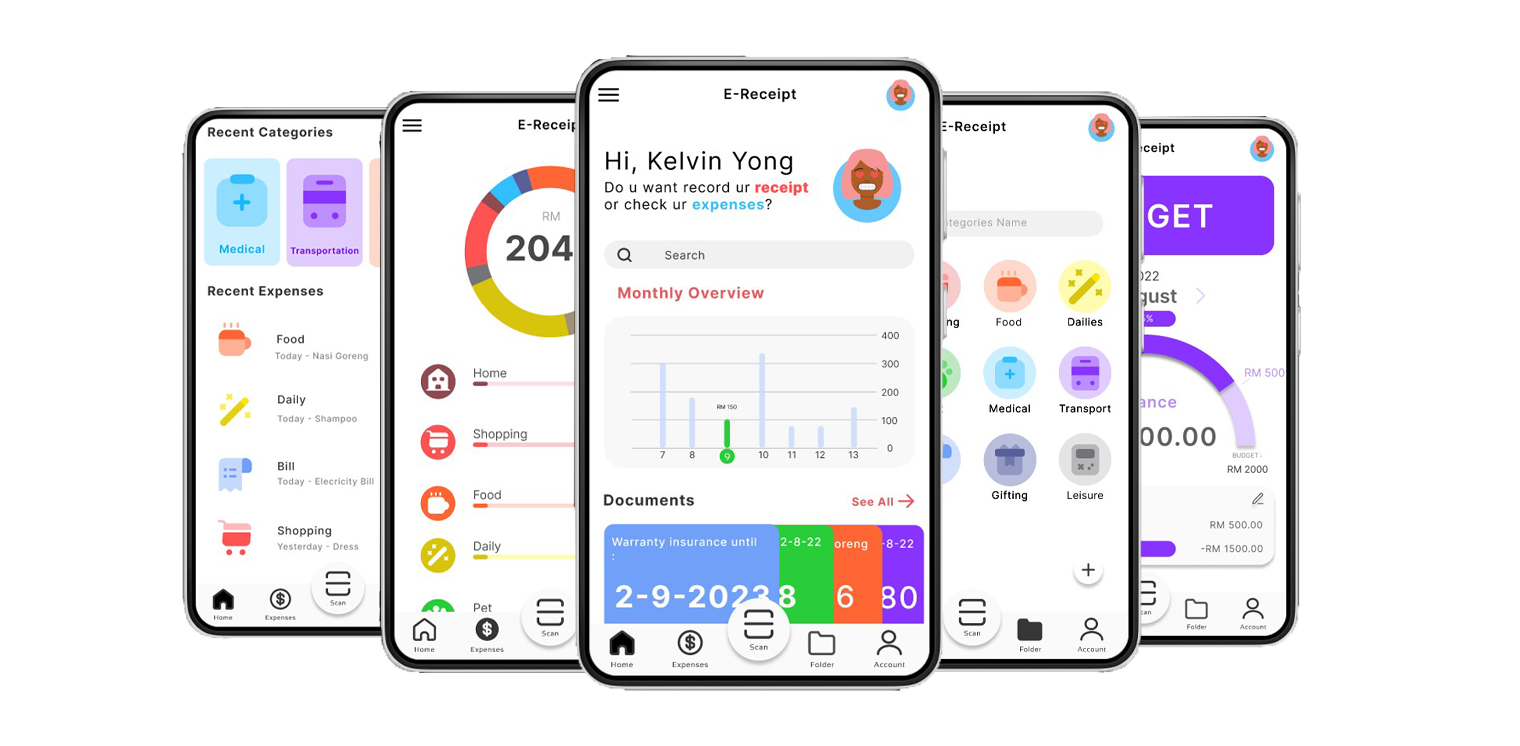 Recent Categories
Medical
Transportation
Recent Expenses
Food
Today - Nasi Goreng
Daily
Today - Shampoo
Bill
Today - Elecricity Bill
Shopping
Yesterday - Dress
Home
Expenses
Scan
E-Receip
RM
204
Home
Shopping
Food
Daily
Pet
Home
Expenses
Scan
E-Receipt
Hi, Kelvin Yong
Do u want record ur receipt
or check ur expenses?
Search
Monthly Overview
400
300
200
100
0
RM 150
7 8 9 10 11 12 13
Documents
See All
Warranty insurance until
:
2-9-2023
2-8-22
8
oreng
6
-8-22
80
Home
Expenses
Scan
Folder
Account
E-Receipt
tegories Name
ng
Food
Dailies
Medical
Transport
Gifting
Leisure
Scan
Folder
Account
ceipt
GET
022
gust
%
RM 500
ance
00.00
BUDGET :
RM 2000
RM 500.00
-RM 1500.00
can
Folder
Account